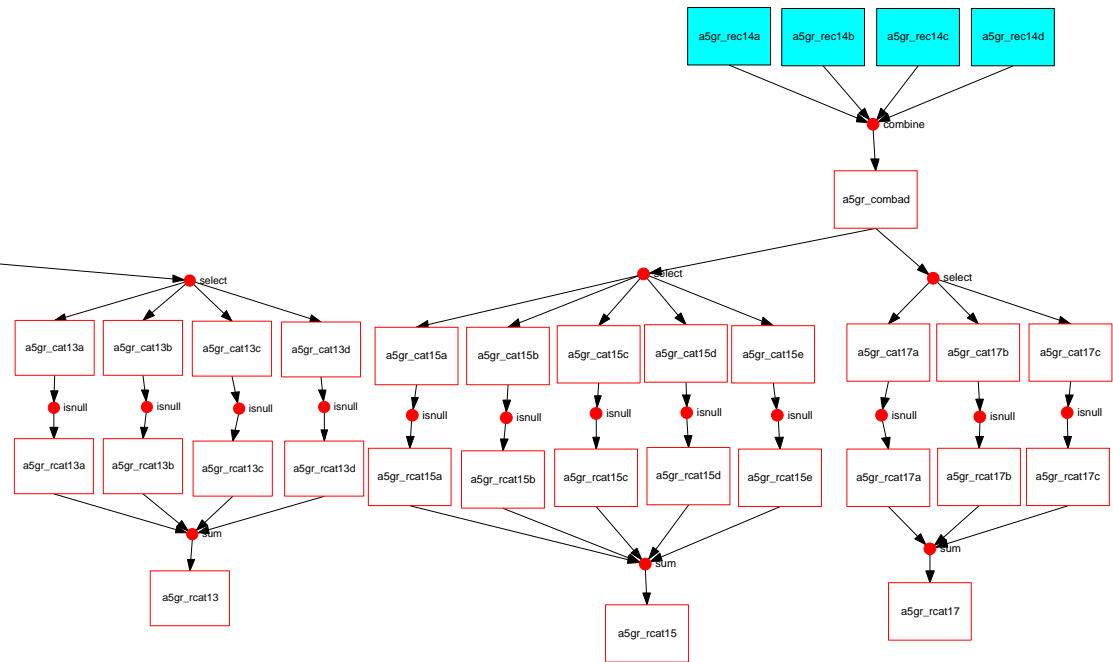 a5gr_rec14a
a5gr_rec14b
a5gr_rec14c
a5gr_rec14d
combine
a5gr_combad
select
select
select
a5gr_cat13a
a5gr_cat13b
a5gr_cat13c
a5gr_cat13d
a5gr_cat15a
a5gr_cat15b
a5gr_cat15c
a5gr_cat15d
a5gr_cat15e
a5gr_cat17a
a5gr_cat17b
a5gr_cat17c
isnull
isnull
isnull
isnull
isnull
isnull
isnull
isnull
isnull
isnull
isnull
isnull
a5gr_rcat13a
a5gr_rcat13b
a5gr_rcat13c
a5gr_rcat13d
a5gr_rcat15a
a5gr_rcat15b
a5gr_rcat15c
a5gr_rcat15d
a5gr_rcat15e
a5gr_rcat17a
a5gr_rcat17b
a5gr_rcat17c
sum
sum
sum
a5gr_rcat13
a5gr_rcat15
a5gr_rcat17